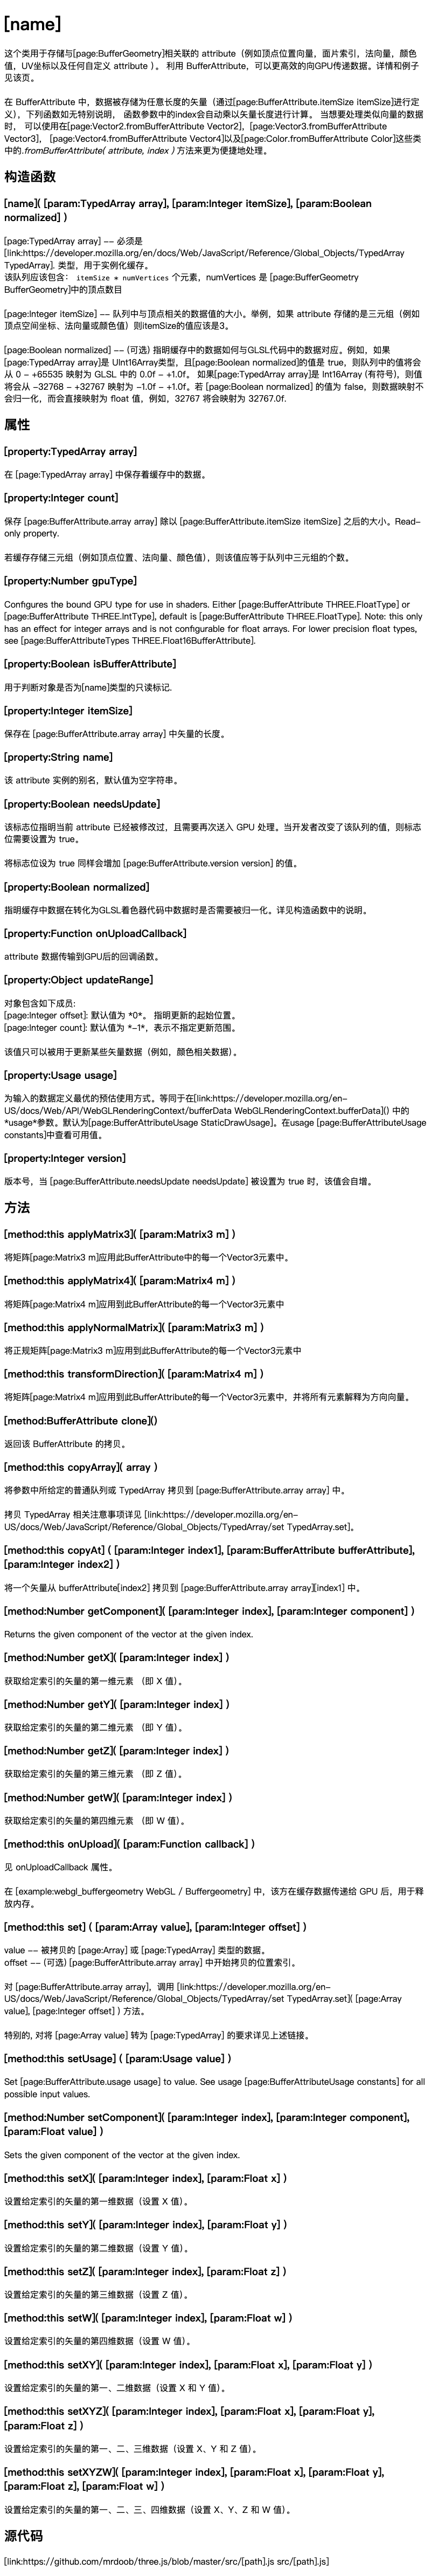 [name]
这个类用于存储与[page:BufferGeometry]相关联的 attribute（例如顶点位置向量，面片索引，法向量，颜色
值，UV坐标以及任何自定义 attribute ）。 利用 BufferAttribute，可以更高效的向GPU传递数据。详情和例子
见该页。
在 BufferAttribute 中，数据被存储为任意长度的矢量（通过[page:BufferAttribute.itemSize itemSize]进行定
义），下列函数如无特别说明， 函数参数中的index会自动乘以矢量长度进行计算。 当想要处理类似向量的数据
时， 可以使用在[page:Vector2.fromBufferAttribute Vector2]，[page:Vector3.fromBufferAttribute
Vector3]， [page:Vector4.fromBufferAttribute Vector4]以及[page:Color.fromBufferAttribute Color]这些类
中的.fromBufferAttribute( attribute, index ) 方法来更为便捷地处理。
构造函数
[name]( [param:TypedArray array], [param:Integer itemSize], [param:Boolean
normalized] )
[page:TypedArray array] -- 必须是
[link:https://developer.mozilla.org/en/docs/Web/JavaScript/Reference/Global_Objects/TypedArray
TypedArray]. 类型，用于实例化缓存。
该队列应该包含： itemSize * numVertices 个元素，numVertices 是 [page:BufferGeometry
BufferGeometry]中的顶点数目
[page:Integer itemSize] -- 队列中与顶点相关的数据值的大小。举例，如果 attribute 存储的是三元组（例如
顶点空间坐标、法向量或颜色值）则itemSize的值应该是3。
[page:Boolean normalized] -- (可选) 指明缓存中的数据如何与GLSL代码中的数据对应。例如，如果
[page:TypedArray array]是 UInt16Array类型，且[page:Boolean normalized]的值是 true，则队列中的值将会
从 0 - +65535 映射为 GLSL 中的 0.0f - +1.0f。 如果[page:TypedArray array]是 Int16Array (有符号)，则值
将会从 -32768 - +32767 映射为 -1.0f - +1.0f。若 [page:Boolean normalized] 的值为 false，则数据映射不
会归一化，而会直接映射为 float 值，例如，32767 将会映射为 32767.0f.
属性
[property:TypedArray array]
在 [page:TypedArray array] 中保存着缓存中的数据。
[property:Integer count]
保存 [page:BufferAttribute.array array] 除以 [page:BufferAttribute.itemSize itemSize] 之后的大小。Read-
only property.
若缓存存储三元组（例如顶点位置、法向量、颜色值），则该值应等于队列中三元组的个数。
[property:Number gpuType]
Configures the bound GPU type for use in shaders. Either [page:BufferAttribute THREE.FloatType] or
[page:BufferAttribute THREE.IntType], default is [page:BufferAttribute THREE.FloatType]. Note: this only
has an effect for integer arrays and is not configurable for float arrays. For lower precision float types,
see [page:BufferAttributeTypes THREE.Float16BufferAttribute].
[property:Boolean isBufferAttribute]
用于判断对象是否为[name]类型的只读标记.
[property:Integer itemSize]
保存在 [page:BufferAttribute.array array] 中矢量的长度。
[property:String name]
该 attribute 实例的别名，默认值为空字符串。
[property:Boolean needsUpdate]
该标志位指明当前 attribute 已经被修改过，且需要再次送入 GPU 处理。当开发者改变了该队列的值，则标志
位需要设置为 true。
将标志位设为 true 同样会增加 [page:BufferAttribute.version version] 的值。
[property:Boolean normalized]
指明缓存中数据在转化为GLSL着色器代码中数据时是否需要被归一化。详见构造函数中的说明。
[property:Function onUploadCallback]
attribute 数据传输到GPU后的回调函数。
[property:Object updateRange]
对象包含如下成员:
[page:Integer offset]: 默认值为 *0*。 指明更新的起始位置。
[page:Integer count]: 默认值为 *-1*，表示不指定更新范围。
该值只可以被用于更新某些矢量数据（例如，颜色相关数据）。
[property:Usage usage]
为输入的数据定义最优的预估使用方式。等同于在[link:https://developer.mozilla.org/en-
US/docs/Web/API/WebGLRenderingContext/bufferData WebGLRenderingContext.bufferData]() 中的
*usage*参数。默认为[page:BufferAttributeUsage StaticDrawUsage]。在usage [page:BufferAttributeUsage
constants]中查看可用值。
[property:Integer version]
版本号，当 [page:BufferAttribute.needsUpdate needsUpdate] 被设置为 true 时，该值会自增。
方法
[method:this applyMatrix3]( [param:Matrix3 m] )
将矩阵[page:Matrix3 m]应用此BufferAttribute中的每一个Vector3元素中。
[method:this applyMatrix4]( [param:Matrix4 m] )
将矩阵[page:Matrix4 m]应用到此BufferAttribute的每一个Vector3元素中
[method:this applyNormalMatrix]( [param:Matrix3 m] )
将正规矩阵[page:Matrix3 m]应用到此BufferAttribute的每一个Vector3元素中
[method:this transformDirection]( [param:Matrix4 m] )
将矩阵[page:Matrix4 m]应用到此BufferAttribute的每一个Vector3元素中，并将所有元素解释为方向向量。
[method:BufferAttribute clone]()
返回该 BufferAttribute 的拷贝。
[method:this copyArray]( array )
将参数中所给定的普通队列或 TypedArray 拷贝到 [page:BufferAttribute.array array] 中。
拷贝 TypedArray 相关注意事项详见 [link:https://developer.mozilla.org/en-
US/docs/Web/JavaScript/Reference/Global_Objects/TypedArray/set TypedArray.set]。
[method:this copyAt] ( [param:Integer index1], [param:BufferAttribute bufferAttribute],
[param:Integer index2] )
将一个矢量从 bufferAttribute[index2] 拷贝到 [page:BufferAttribute.array array][index1] 中。
[method:Number getComponent]( [param:Integer index], [param:Integer component] )
Returns the given component of the vector at the given index.
[method:Number getX]( [param:Integer index] )
获取给定索引的矢量的第一维元素 （即 X 值）。
[method:Number getY]( [param:Integer index] )
获取给定索引的矢量的第二维元素 （即 Y 值）。
[method:Number getZ]( [param:Integer index] )
获取给定索引的矢量的第三维元素 （即 Z 值）。
[method:Number getW]( [param:Integer index] )
获取给定索引的矢量的第四维元素 （即 W 值）。
[method:this onUpload]( [param:Function callback] )
见 onUploadCallback 属性。
在 [example:webgl_buffergeometry WebGL / Buffergeometry] 中，该方在缓存数据传递给 GPU 后，用于释
放内存。
[method:this set] ( [param:Array value], [param:Integer offset] )
value -- 被拷贝的 [page:Array] 或 [page:TypedArray] 类型的数据。
offset -- (可选) [page:BufferAttribute.array array] 中开始拷贝的位置索引。
对 [page:BufferAttribute.array array]，调用 [link:https://developer.mozilla.org/en-
US/docs/Web/JavaScript/Reference/Global_Objects/TypedArray/set TypedArray.set]( [page:Array
value], [page:Integer offset] ) 方法。
特别的, 对将 [page:Array value] 转为 [page:TypedArray] 的要求详见上述链接。
[method:this setUsage] ( [param:Usage value] )
Set [page:BufferAttribute.usage usage] to value. See usage [page:BufferAttributeUsage constants] for all
possible input values.
[method:Number setComponent]( [param:Integer index], [param:Integer component],
[param:Float value] )
Sets the given component of the vector at the given index.
[method:this setX]( [param:Integer index], [param:Float x] )
设置给定索引的矢量的第一维数据（设置 X 值）。
[method:this setY]( [param:Integer index], [param:Float y] )
设置给定索引的矢量的第二维数据（设置 Y 值）。
[method:this setZ]( [param:Integer index], [param:Float z] )
设置给定索引的矢量的第三维数据（设置 Z 值）。
[method:this setW]( [param:Integer index], [param:Float w] )
设置给定索引的矢量的第四维数据（设置 W 值）。
[method:this setXY]( [param:Integer index], [param:Float x], [param:Float y] )
设置给定索引的矢量的第一、二维数据（设置 X 和 Y 值）。
[method:this setXYZ]( [param:Integer index], [param:Float x], [param:Float y],
[param:Float z] )
设置给定索引的矢量的第一、二、三维数据（设置 X、Y 和 Z 值）。
[method:this setXYZW]( [param:Integer index], [param:Float x], [param:Float y],
[param:Float z], [param:Float w] )
设置给定索引的矢量的第一、二、三、四维数据（设置 X、Y、Z 和 W 值）。
源代码
[link:https://github.com/mrdoob/three.js/blob/master/src/[path].js src/[path].js]